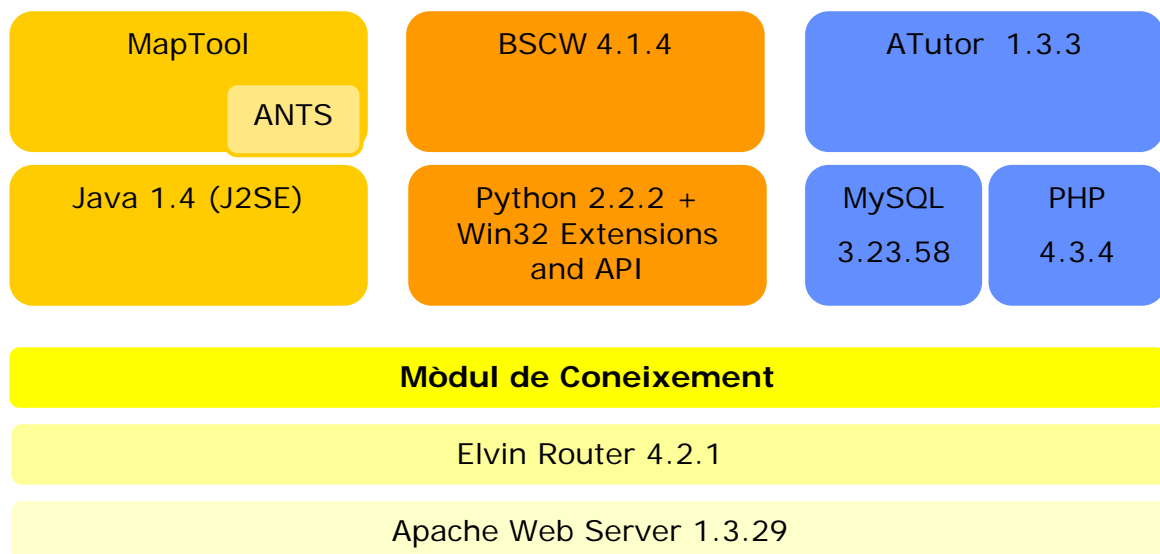 MapTool
ANTS
BSCW 4.1.4
ATutor 1.3.3
Java 1.4 (J2SE)
Python 2.2.2 +
Win32 Extensions
and API
MySQL
3.23.58
PHP
4.3.4
Mòdul de Coneixement
Elvin Router 4.2.1
Apache Web Server 1.3.29